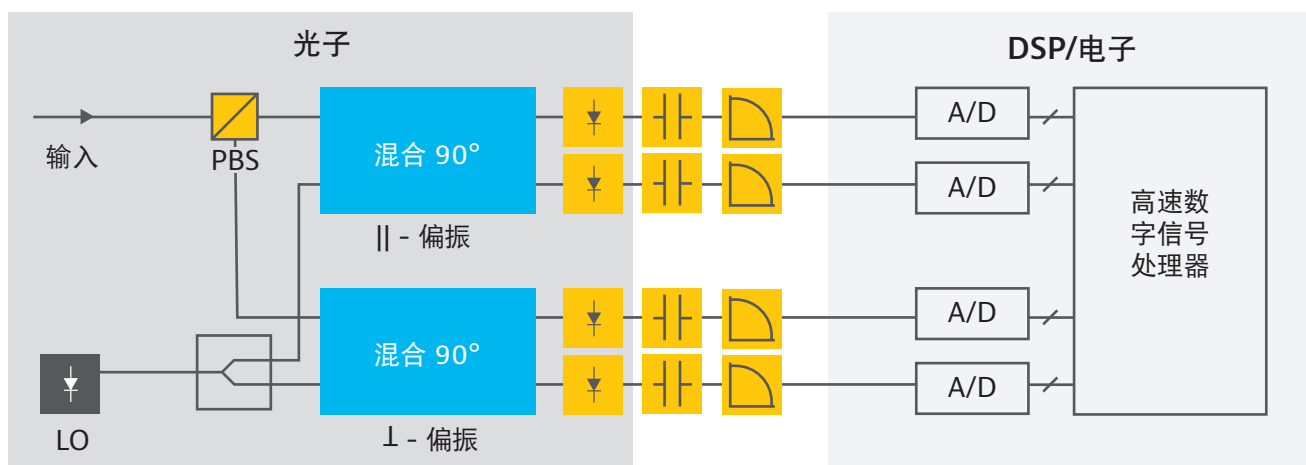 光子
DSP/电子
输入
PBS
混合 90°
|| - 偏振
A/D
A/D
高速数
字信号
处理器
混合 90°
⊥ - 偏振
LO
A/D
A/D